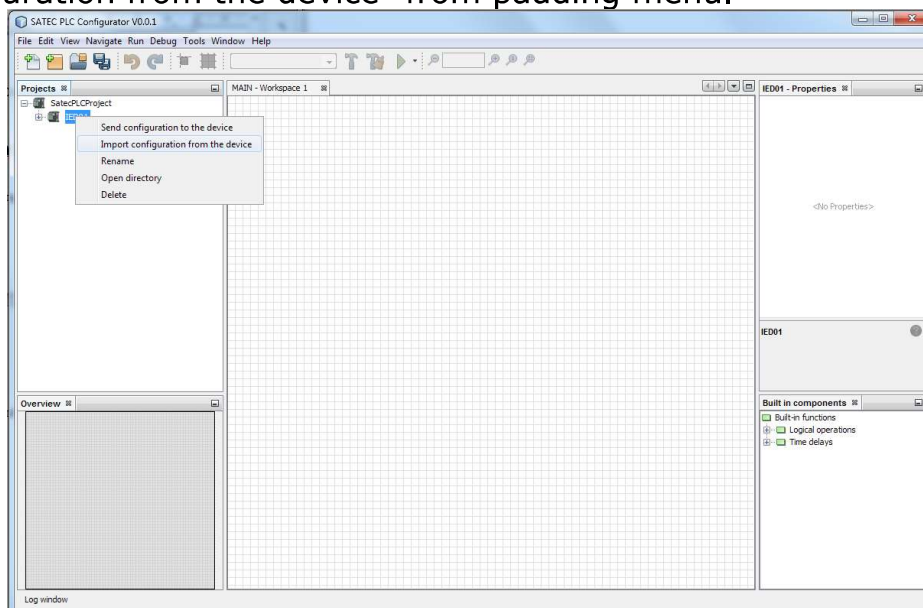 uration from the device" from pudding menu.
SATEC PLC Configurator V0.0.1
File Edit View Navigate Run Debug Tools Window Help
Projects
MAIN - Workspace 1
IED01 - Properties
SatecPLCProject
IED01
Send configuration to the device
Import configuration from the device
Rename
Open directory
Delete
<No Properties>
IED01
Overview
Built in components
Built-in functions
Logical operations
Time delays
Log window